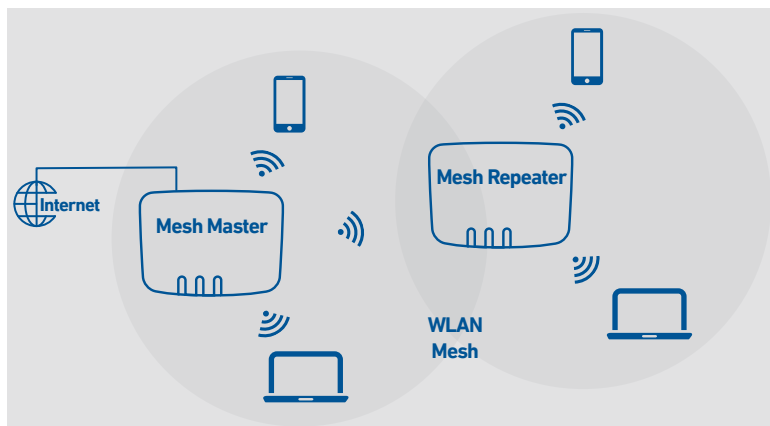 Internet
Mesh Master
Mesh Repeater
WLAN
Mesh